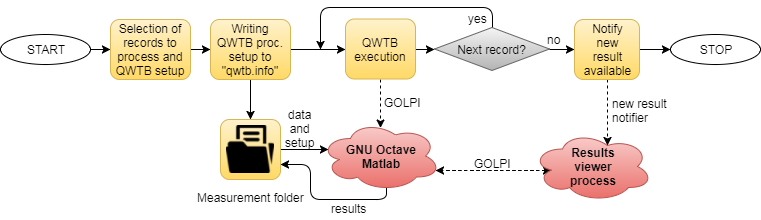 START
Selection of
records to
process and
QWTB setup
Writing
QWTB proc.
setup to
"qwtb.info"
yes
QWTB
execution
Next record?
no
Notify
new
result
available
STOP
GOLPI
new result
notifier
data
and
setup
GNU Octave
Matlab
GOLPI
Results
viewer
process
Measurement folder
results